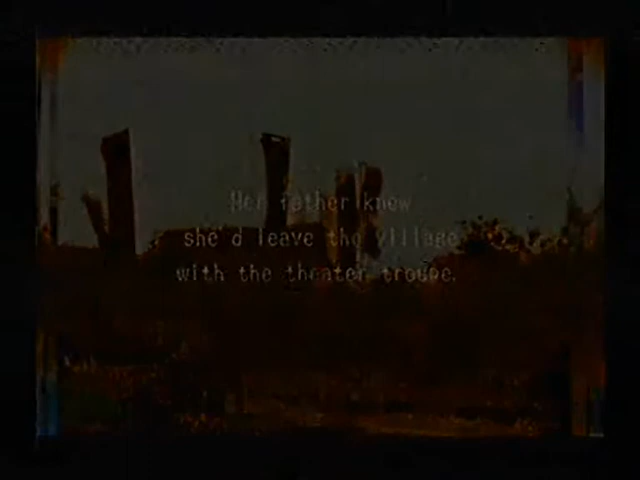 Her father knew
she'd leave the village
with the theater troupe.